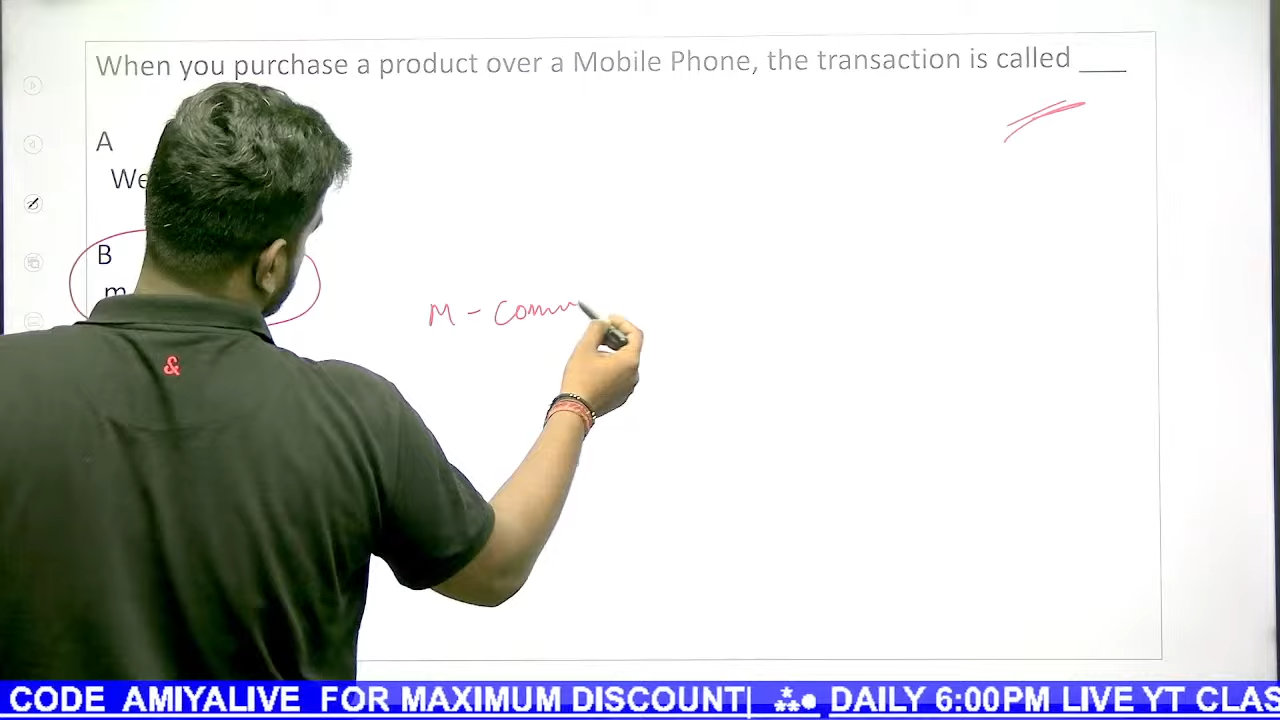 When you purchase a product over a Mobile Phone, the transaction is called ____
A
B
M - Comm
&
CODE AMIYALIVE FOR MAXIMUM DISCOUNT| DAILY 6:00PM LIVE YT CLAS